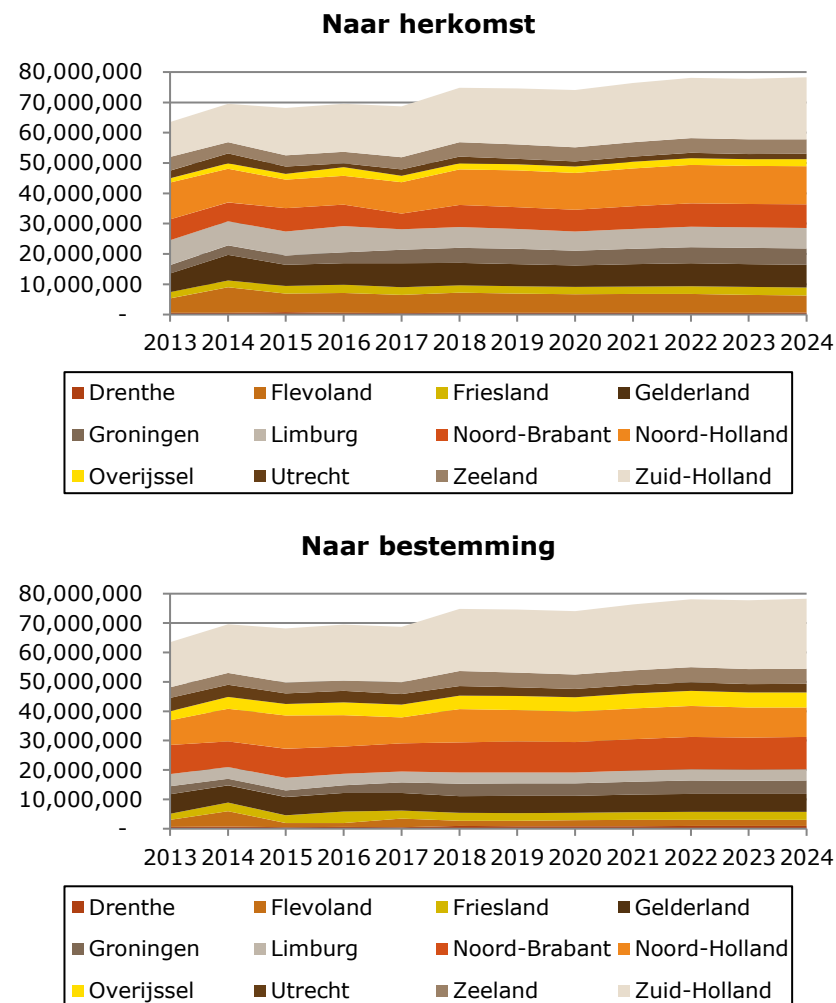 Naar herkomst
80,000,000
70,000,000
60,000,000
50,000,000
40,000,000
30,000,000
20,000,000
10,000,000
-
2013 2014 2015 2016 2017 2018 2019 2020 2021 2022 2023 2024
Drenthe Flevoland Friesland Gelderland
Groningen Limburg Noord-Brabant Noord-Holland
Overijssel Utrecht Zeeland Zuid-Holland
Naar bestemming
80,000,000
70,000,000
60,000,000
50,000,000
40,000,000
30,000,000
20,000,000
10,000,000
-
2013 2014 2015 2016 2017 2018 2019 2020 2021 2022 2023 2024
Drenthe Flevoland Friesland Gelderland
Groningen Limburg Noord-Brabant Noord-Holland
Overijssel Utrecht Zeeland Zuid-Holland